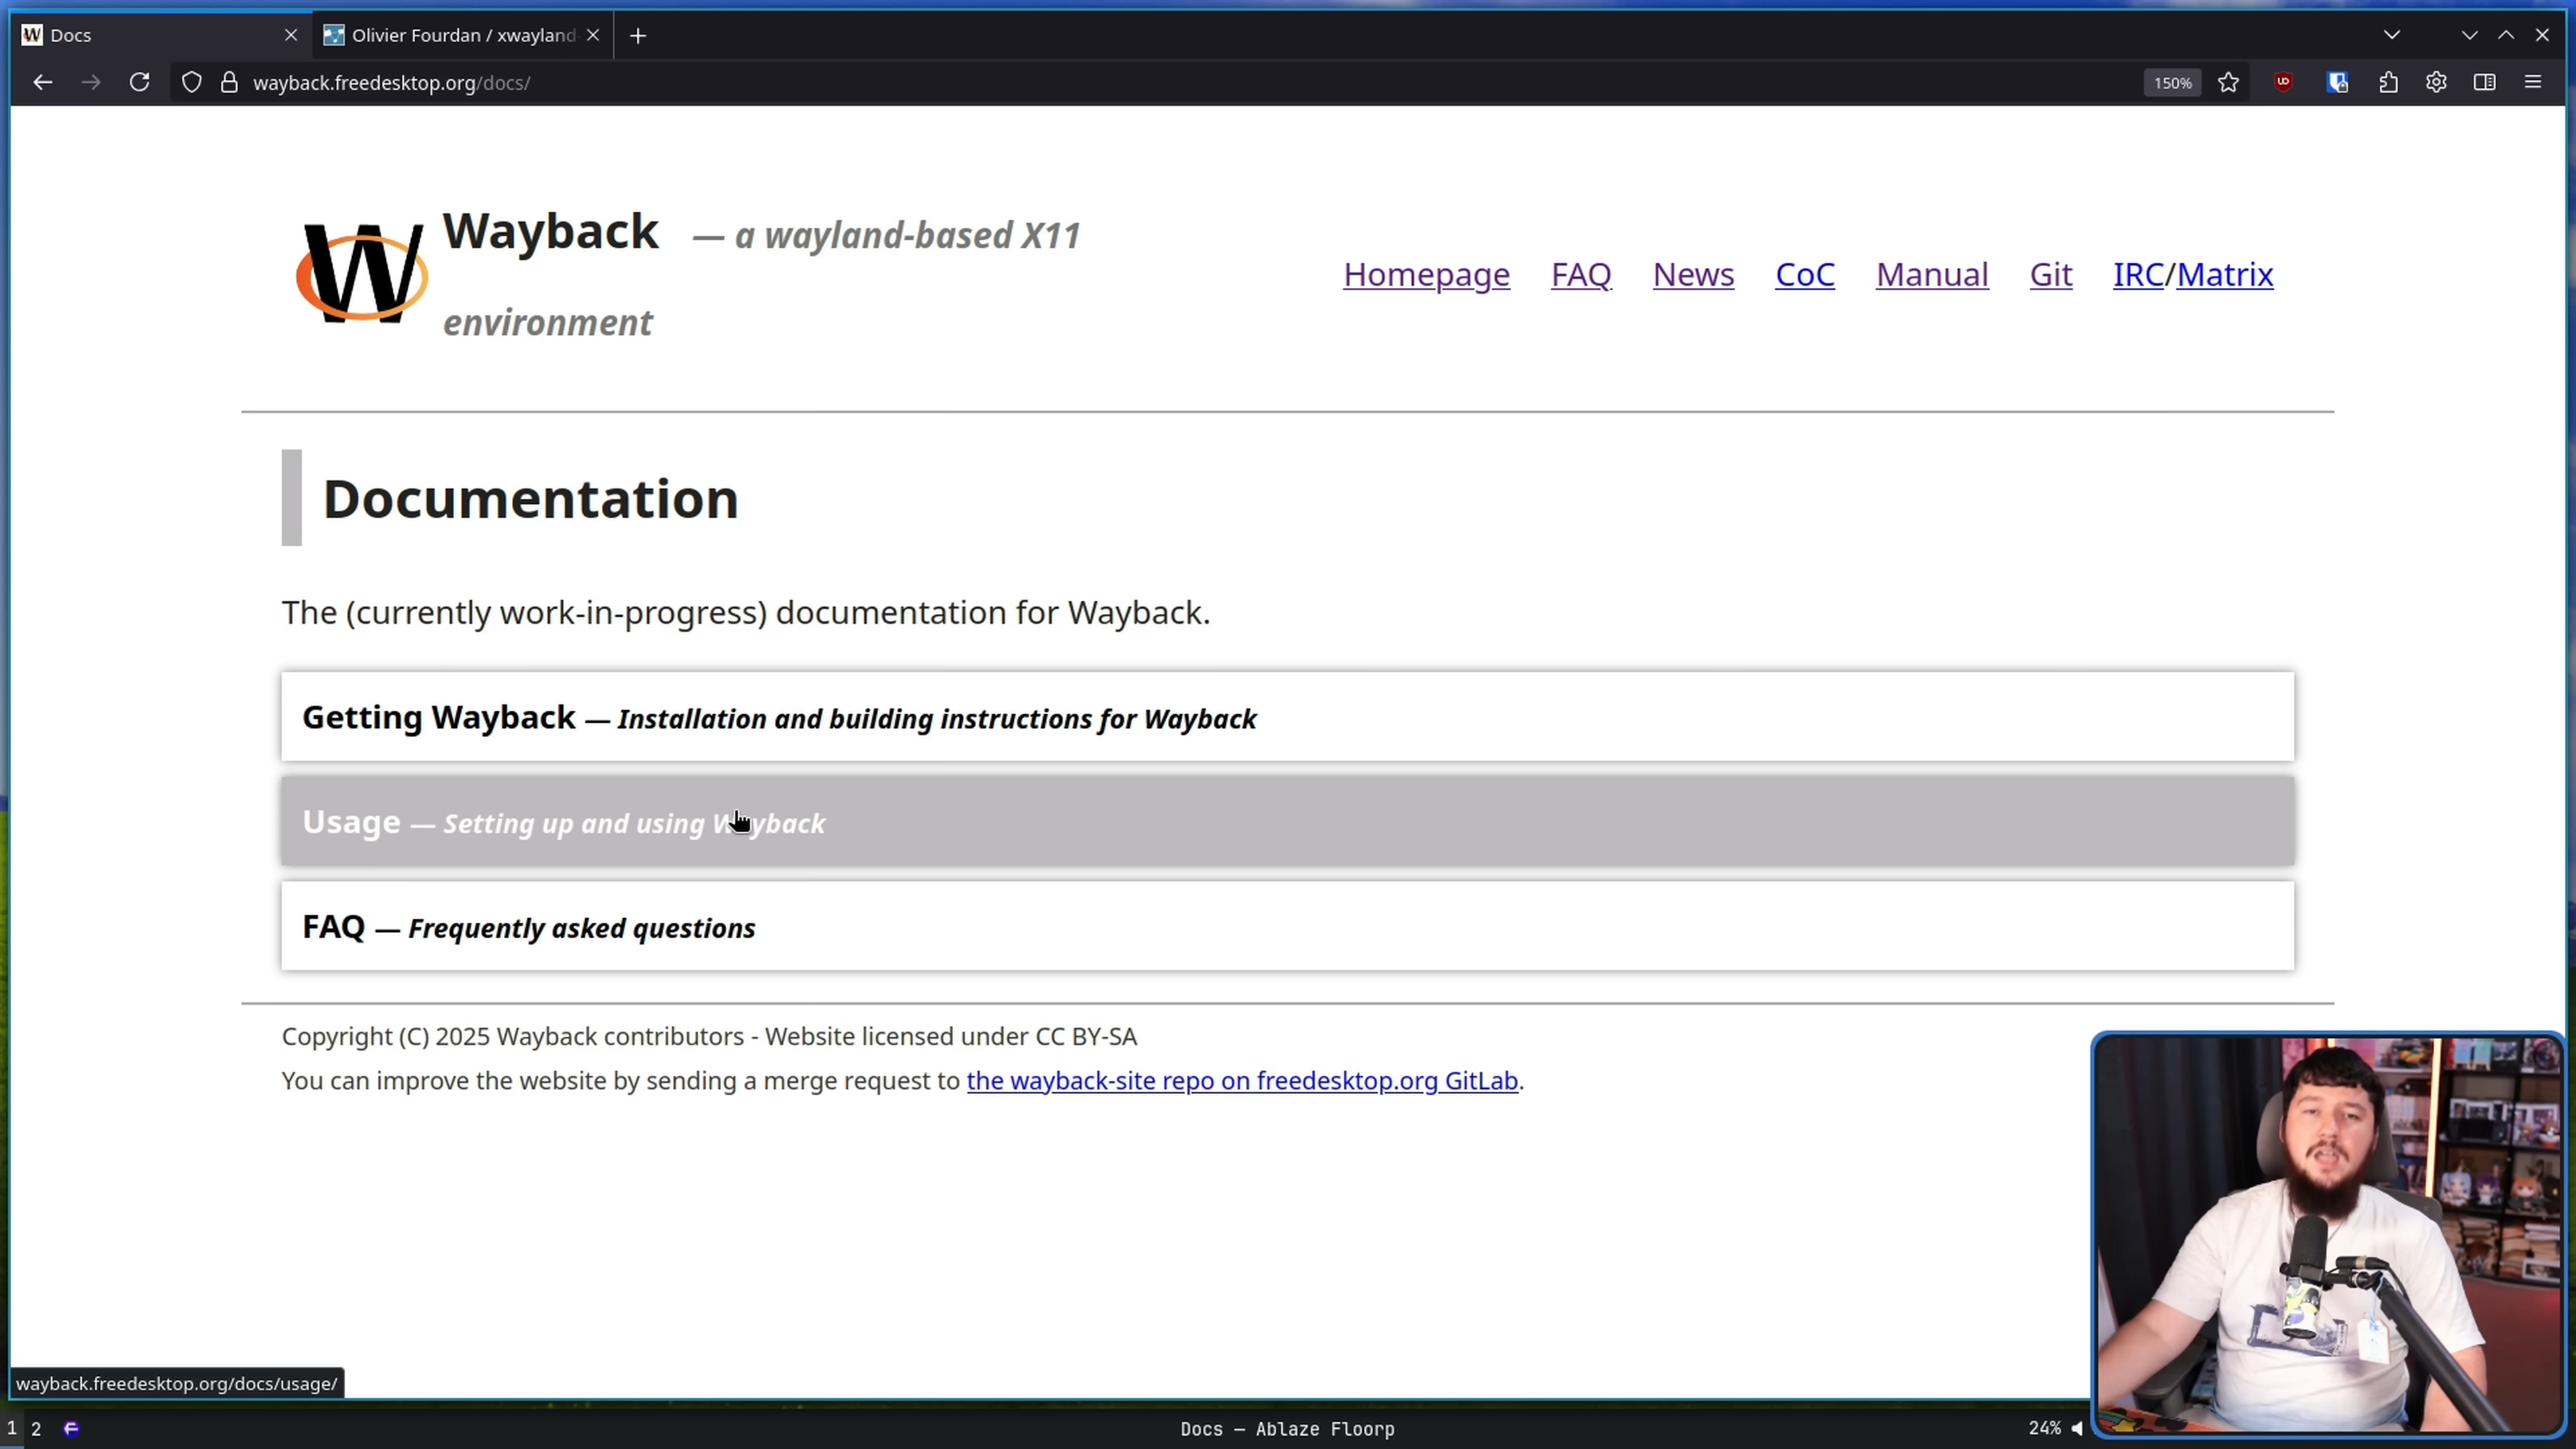 Docs
Olivier Fourdan / xwayland
wayback.freedesktop.org/docs/
150%
Wayback — a wayland-based X11
environment
Homepage FAQ News CoC Manual Git IRC/Matrix
Documentation
The (currently work-in-progress) documentation for Wayback.
Getting Wayback — Installation and building instructions for Wayback
Usage — Setting up and using Wayback
FAQ — Frequently asked questions
Copyright (C) 2025 Wayback contributors - Website licensed under CC BY-SA
You can improve the website by sending a merge request to the wayback-site repo on freedesktop.org GitLab.
wayback.freedesktop.org/docs/usage/
1 2
Docs — Ablaze Floorp
24%